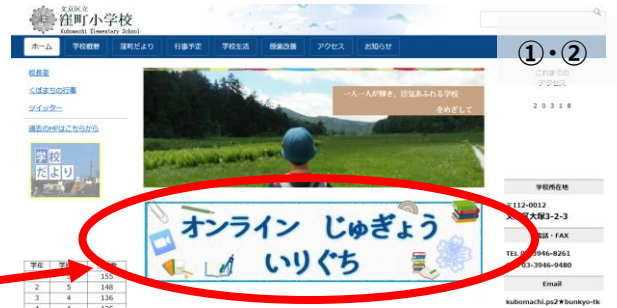 文京区立
窪町小学校
Kubomachi Elementary School
ホーム 学校概要 窪町だより 行事予定 学校生活 授業改善 アクセス お知らせ
①・②
校長室
くぼまちの行事
ツイッター
過去のHPはこちらから
学校
だより
一人一人が輝き、活気あふれる学校
をめざして
これまでの
アクセス
20318
オンライン じゅぎょう
いりぐち
学校所在地
〒112-0012
大塚3-2-3
・FAX
TEL 03-3946-8261
03-3946-9480
Email
kubomachi.ps2★bunkyo-tk
学年 学
155
2 5 148
3 4 136